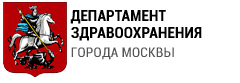 ДЕПАРТАМЕНТ
ЗДРАВООХРАНЕНИЯ
ГОРОДА МОСКВЫ